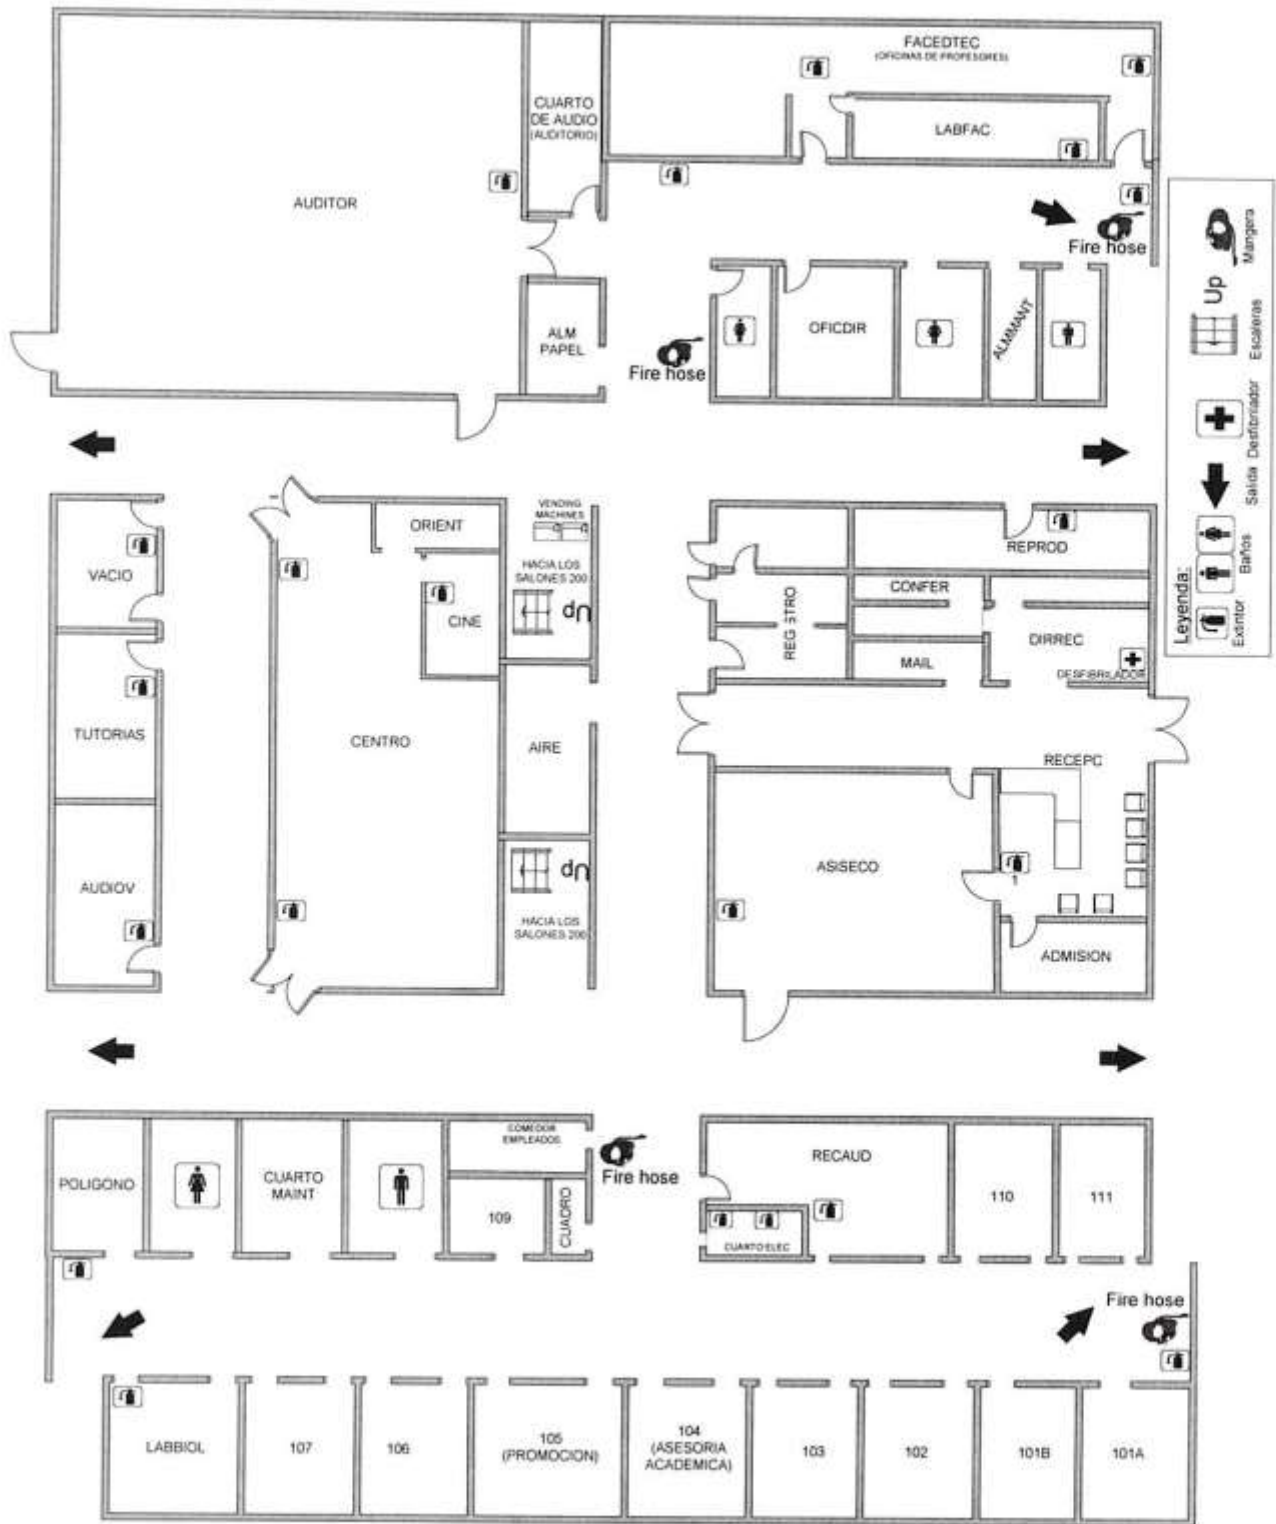 FACEDTEC
(OFICINAS DE PROFESORES)
CUARTO
DE AUDIO
(AUDITORIO)
LABFAC
AUDITOR
Fire hose
ALM
PAPEL
OFICDIR
ALMMANT
Fire hose
Mangera
Up
Escaleras
Desfibrilador
Salida
Baños
Leyenda:
Extintor
VENDING
MACHINES
ORIENT
HACIA LOS
SALONES 200
Up
VACIO
CINE
REPROD
CONFER
REGISTRO
DIRREC
MAIL
DESFIBRILADOR
TUTORIAS
CENTRO
AIRE
RECEPC
AUDIOV
Up
HACIA LOS
SALONES 200
ASISECO
1
ADMISION
COMEDOR
EMPLEADOS
POLIGONO
CUARTO
MAINT
109
CUADRO
Fire hose
RECAUD
110
111
CUARTO ELEC
Fire hose
LABBIOL
107
106
105
(PROMOCION)
104
(ASESORIA
ACADEMICA)
103
102
101B
101A